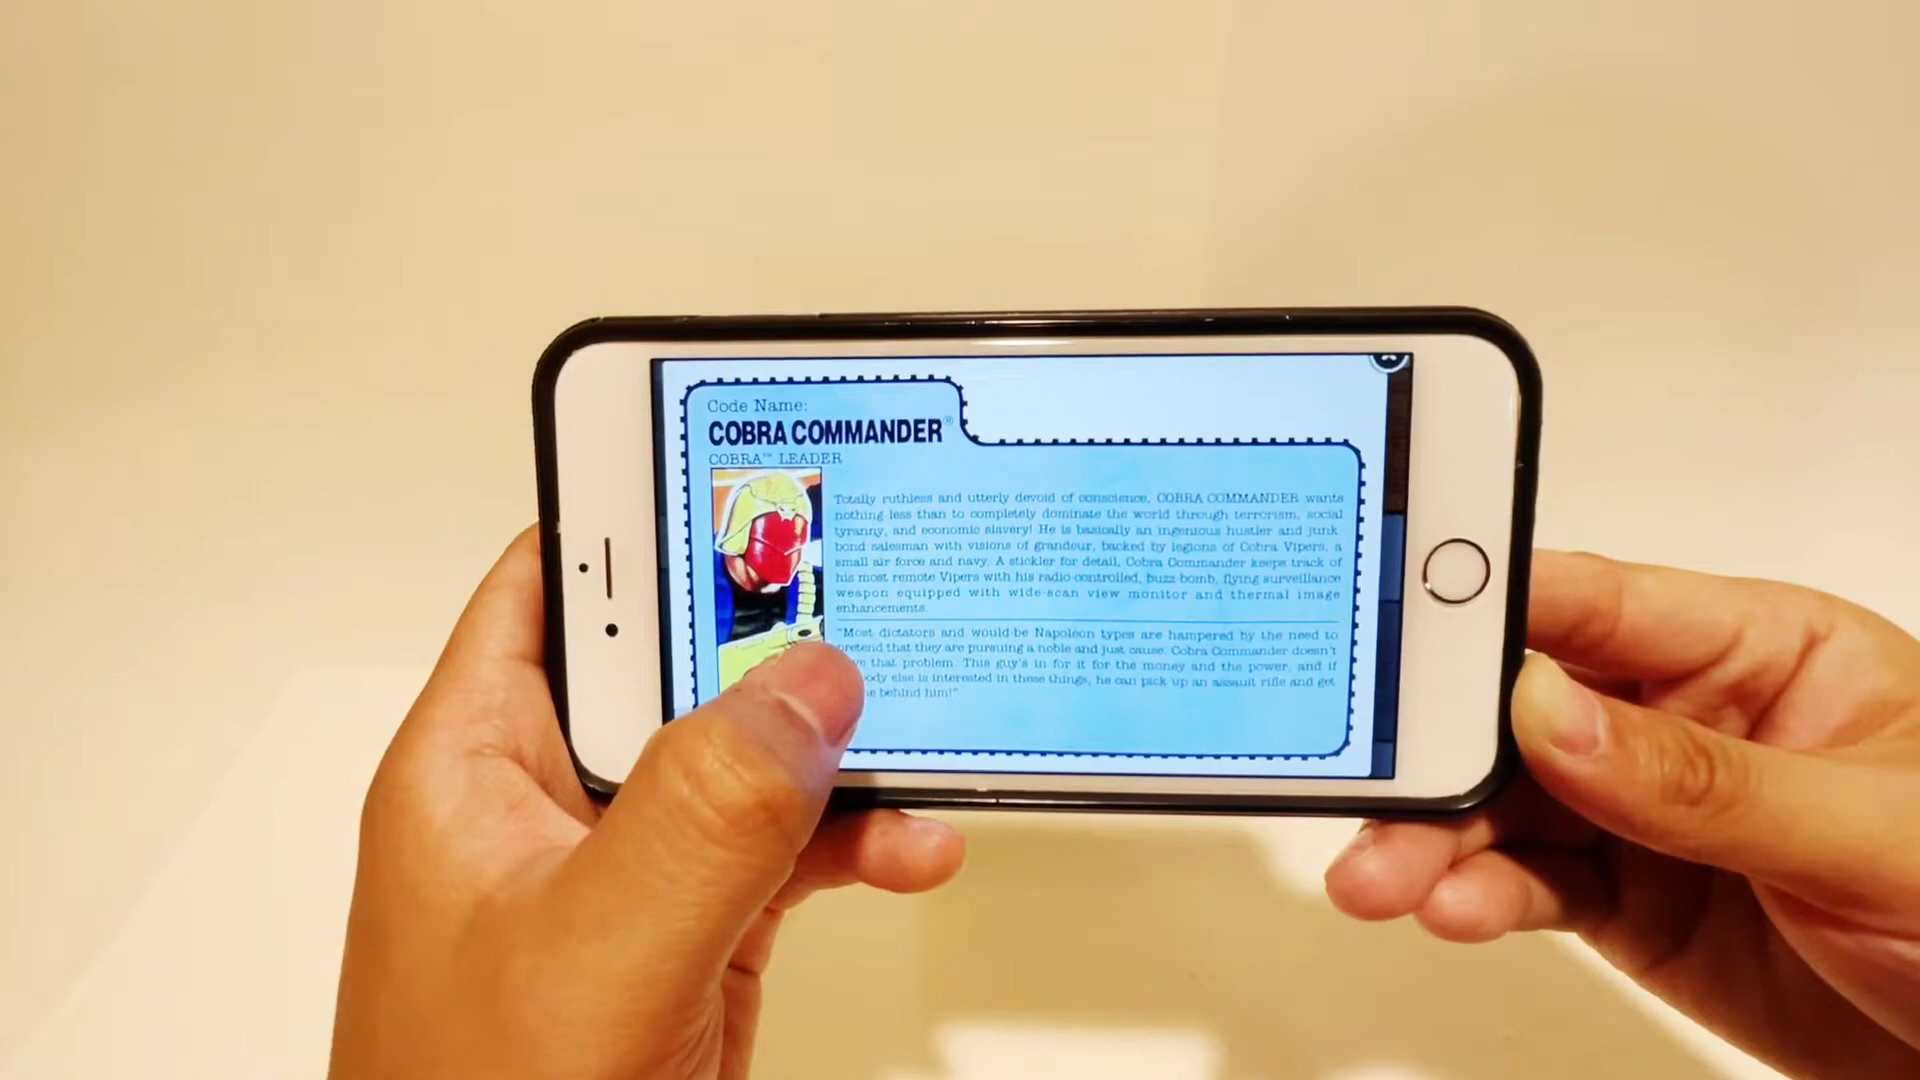 Code Name:
COBRA COMMANDER®
COBRA™ LEADER
Totally ruthless and utterly devoid of conscience, COBRA COMMANDER wants
nothing less than to completely dominate the world through terrorism, social
tyranny, and economic slavery! He is basically an ingenious hustler and junk
bond salesman with visions of grandeur, backed by legions of Cobra Vipers, a
small air force and navy. A stickler for detail, Cobra Commander keeps track of
his most remote Vipers with his radio-controlled, buzz bomb, flying surveillance
weapon equipped with wide-scan view monitor and thermal image
enhancements.
"Most dictators and would-be Napoleon types are hampered by the need to
pretend that they are pursuing a noble and just cause. Cobra Commander doesn't
that problem. This guy's in for it for the money and the power, and if
else is interested in these things, he can pick up an assault rifle and get
behind him!"